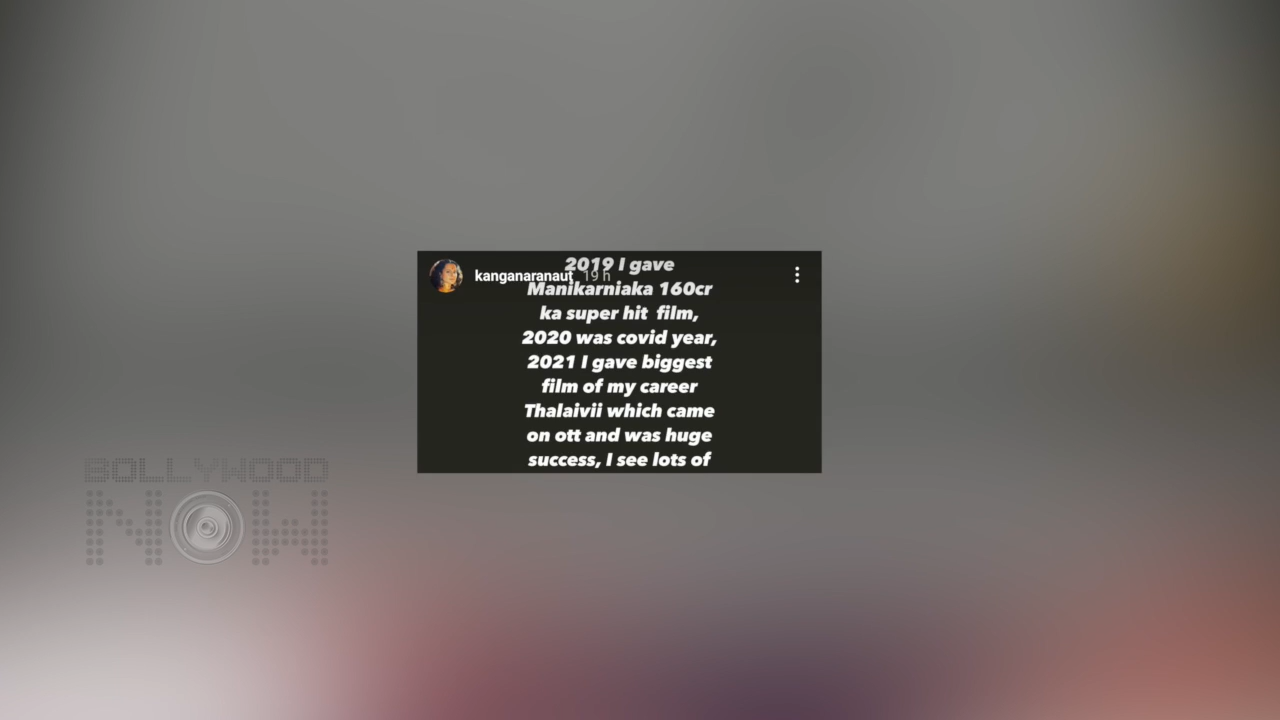 2019 I gave
kanganaranaut 19 h
Manikarniaka 160cr
ka super hit film,
2020 was covid year,
2021 I gave biggest
film of my career
Thalaivii which came
on ott and was huge
success, I see lots of
BOLLYWOOD
NOW